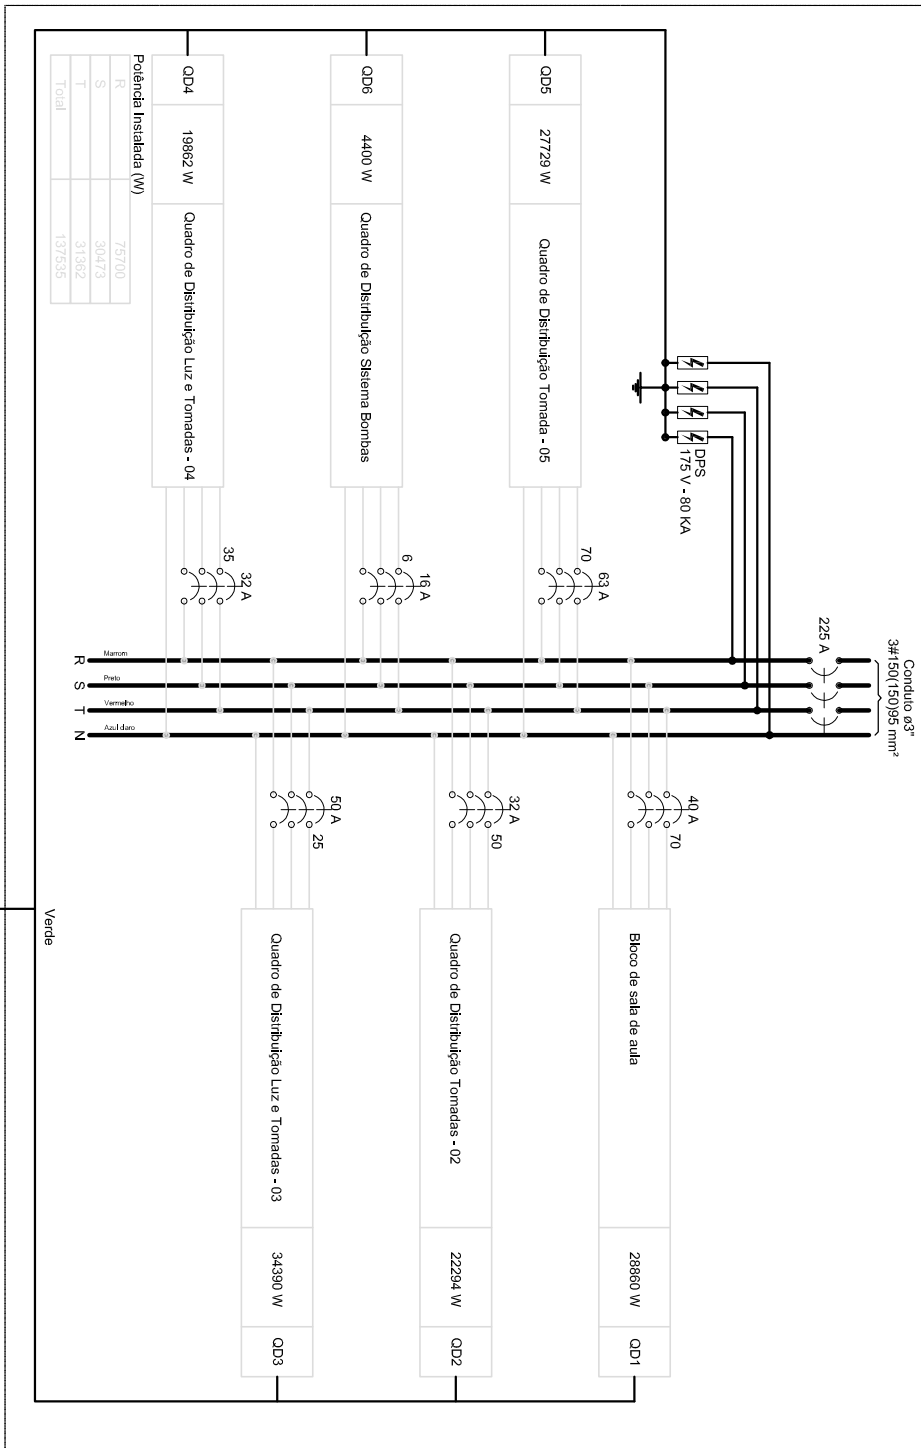 Conduto ø3"
3#150(150)95 mm²
225 A
DPS
175 V - 80 KA
QD5
27729 W
Quadro de Distribuição Tomada - 05
70
63 A
QD6
4400 W
Quadro de Distribuição Sistema Bombas
6
16 A
QD4
19862 W
Quadro de Distribuição Luz e Tomadas - 04
35
32 A
Potência Instalada (W)
R 75700
S 30473
T 31362
Total 137535
R Marrom
S Preto
T Vermelho
N Azul claro
40 A
70
Bloco de sala de aula
28860 W
QD1
32 A
50
Quadro de Distribuição Tomadas - 02
22294 W
QD2
50 A
25
Quadro de Distribuição Luz e Tomadas - 03
34390 W
QD3
Verde